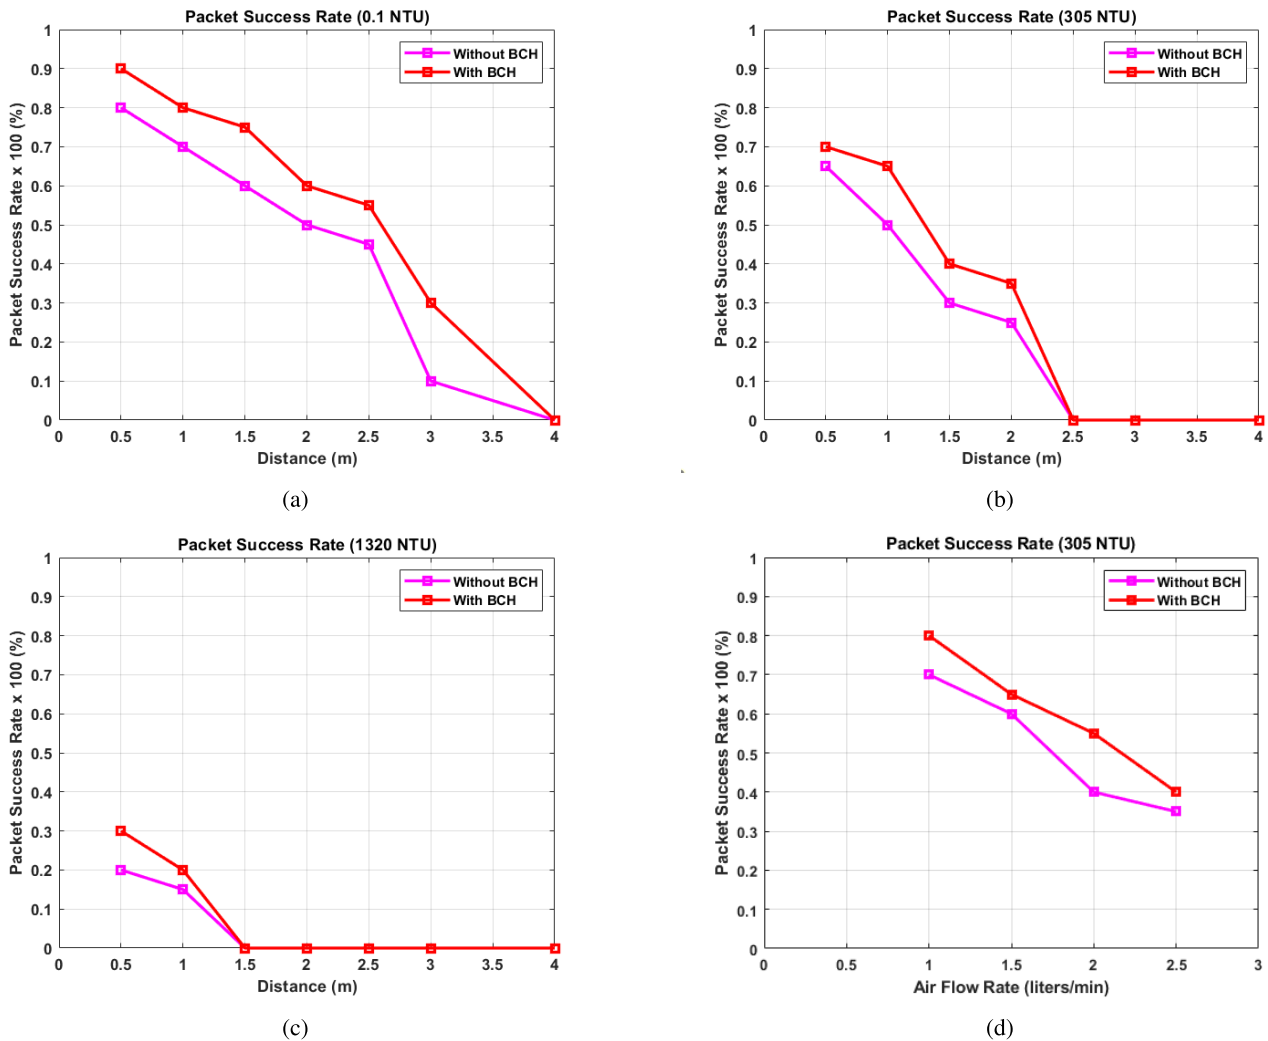 Packet Success Rate (0.1 NTU)
Packet Success Rate x 100 (%)
1
0.9
0.8
0.7
0.6
0.5
0.4
0.3
0.2
0.1
0
Without BCH
With BCH
0 0.5 1 1.5 2 2.5 3 3.5 4
Distance (m)
(a)
Packet Success Rate (305 NTU)
Packet Success Rate x 100 (%)
1
0.9
0.8
0.7
0.6
0.5
0.4
0.3
0.2
0.1
0
Without BCH
With BCH
0 0.5 1 1.5 2 2.5 3 3.5 4
Distance (m)
(b)
Packet Success Rate (1320 NTU)
Packet Success Rate x 100 (%)
1
0.9
0.8
0.7
0.6
0.5
0.4
0.3
0.2
0.1
0
Without BCH
With BCH
0 0.5 1 1.5 2 2.5 3 3.5 4
Distance (m)
(c)
Packet Success Rate (305 NTU)
Packet Success Rate x 100 (%)
1
0.9
0.8
0.7
0.6
0.5
0.4
0.3
0.2
0.1
0
Without BCH
With BCH
0 0.5 1 1.5 2 2.5 3
Air Flow Rate (liters/min)
(d)